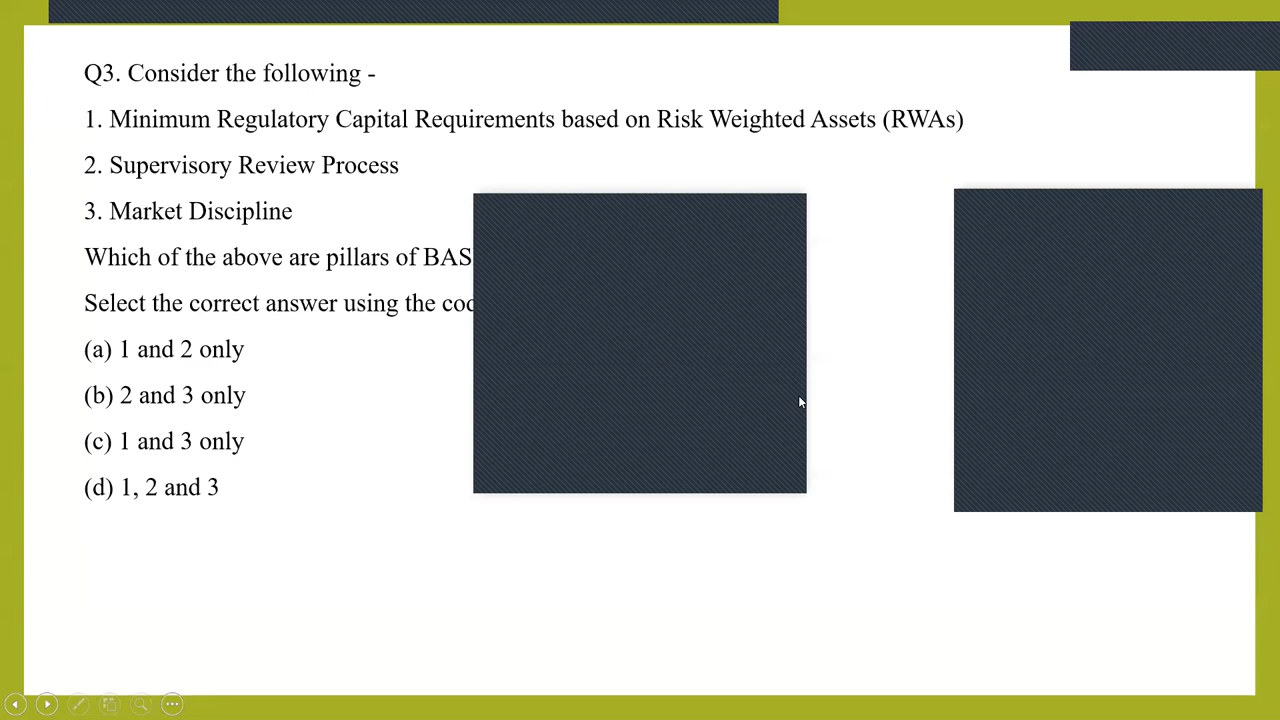 Q3. Consider the following -
1. Minimum Regulatory Capital Requirements based on Risk Weighted Assets (RWAs)
2. Supervisory Review Process
3. Market Discipline
Which of the above are pillars of BAS
Select the correct answer using the
(a) 1 and 2 only
(b) 2 and 3 only
(c) 1 and 3 only
(d) 1, 2 and 3